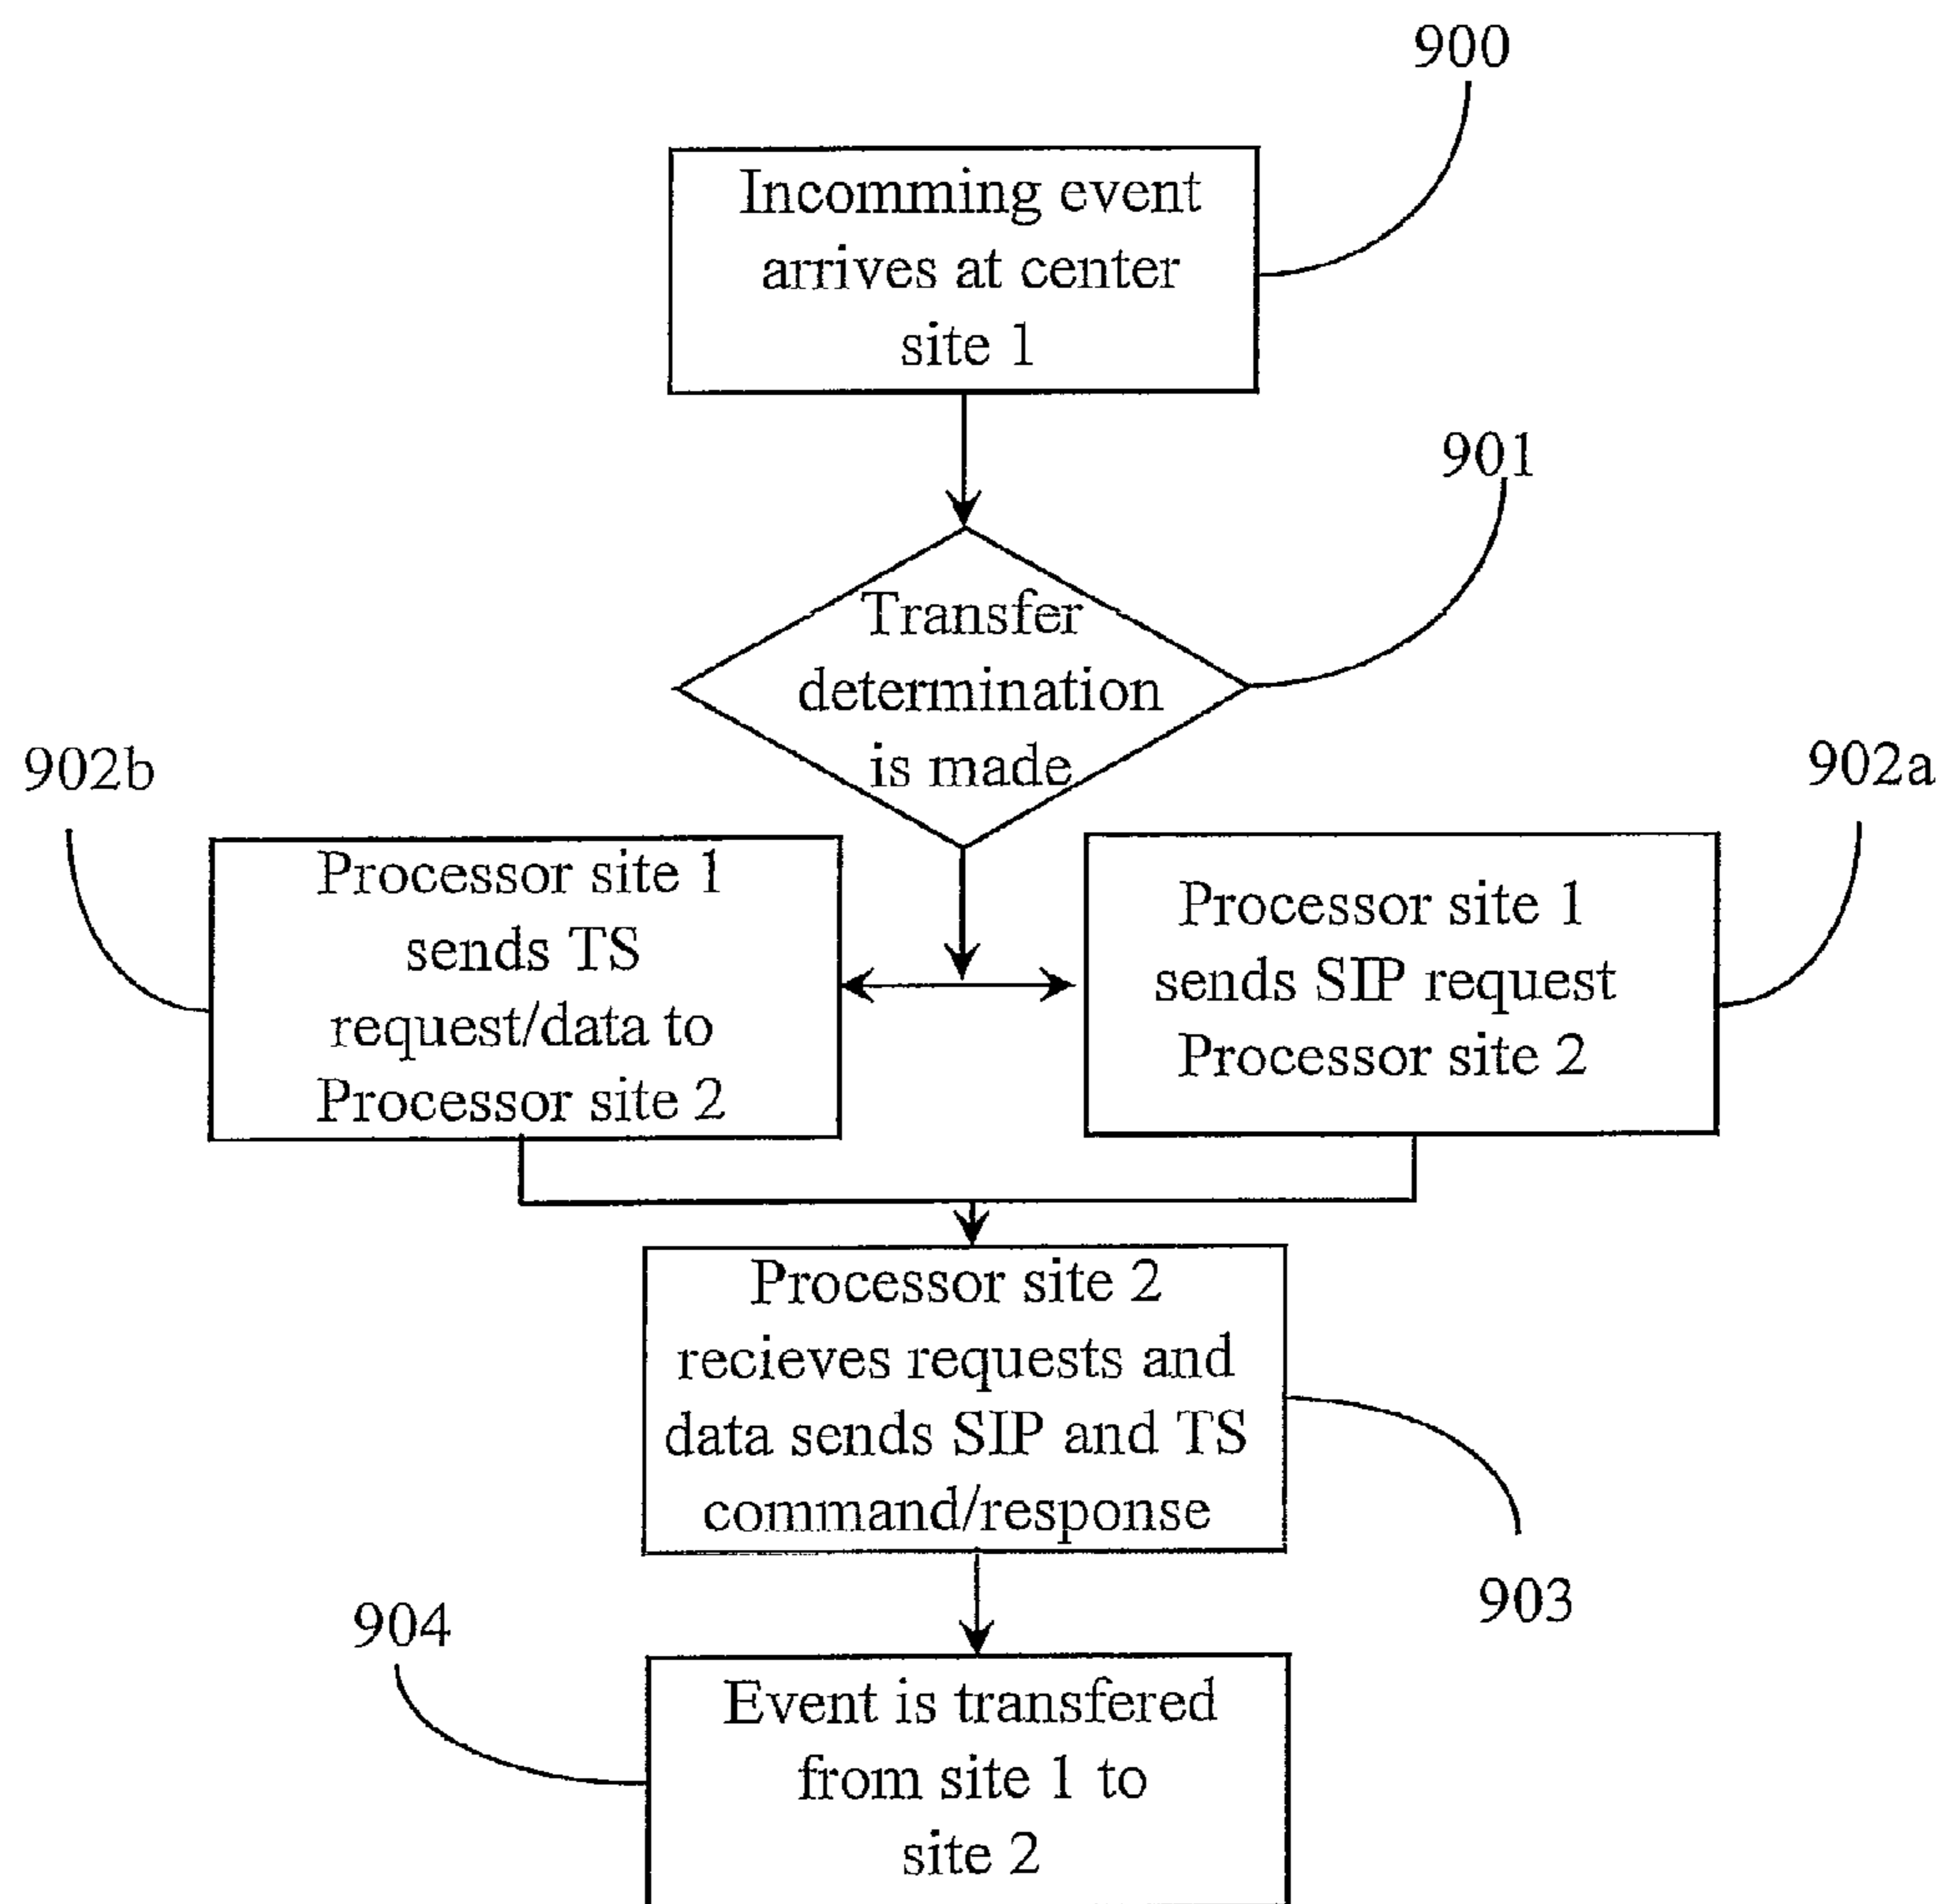 900
Incomming event
arrives at center
site 1
901
Transfer
determination
is made
902b
902a
Processor site 1
sends TS
request/data to
Processor site 2
Processor site 1
sends SIP request
Processor site 2
Processor site 2
recieves requests and
data sends SIP and TS
command/response
903
904
Event is transfered
from site 1 to
site 2